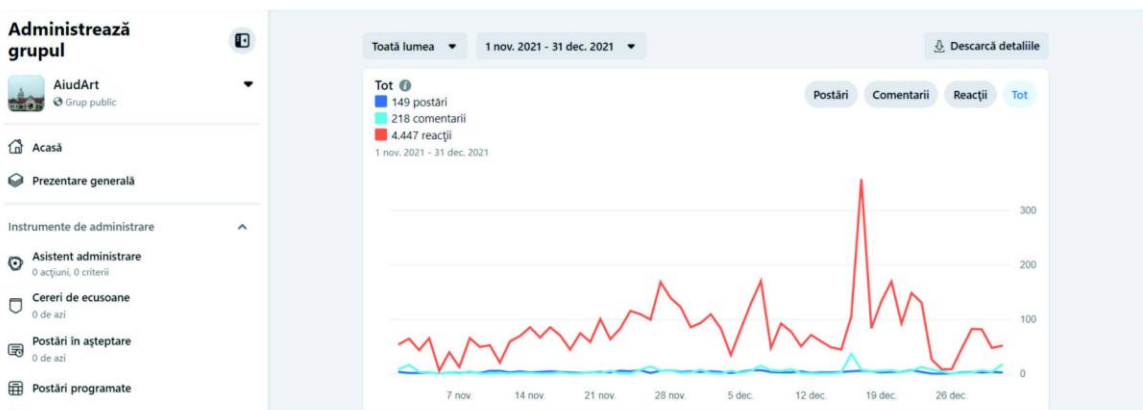 Administrează
grupul
AiudArt
Grup public
Acasă
Prezentare generală
Instrumente de administrare
Asistent administrare
0 acțiuni, 0 criterii
Cereri de ecusoane
0 de azi
Postări în așteptare
0 de azi
Postări programate
Toată lumea
1 nov. 2021 - 31 dec. 2021
Descarcă detaliile
Tot
149 postări
218 comentarii
4.447 reacții
1 nov. 2021 - 31 dec. 2021
Postări Comentarii Reacții Tot
300
200
100
0
7 nov. 14 nov. 21 nov. 28 nov. 5 dec. 12 dec. 19 dec. 26 dec.